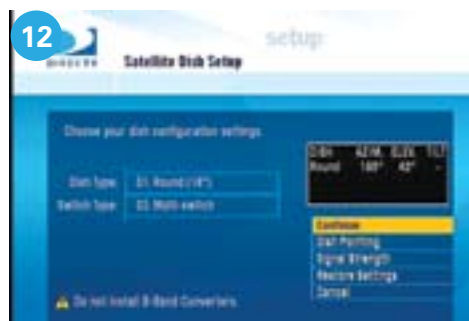 12
setup
DIRECTV
Satellite Dish Setup
Choose your dish configuration settings.
DISH AZIM. ELEV. TILT
Round 180° 42° -
Dish Type 01 Round (18")
Switch Type 02 Multi-switch
Continue
Dish Pointing
Signal Strength
Restore Settings
Cancel
Do not install B-Band Converters.